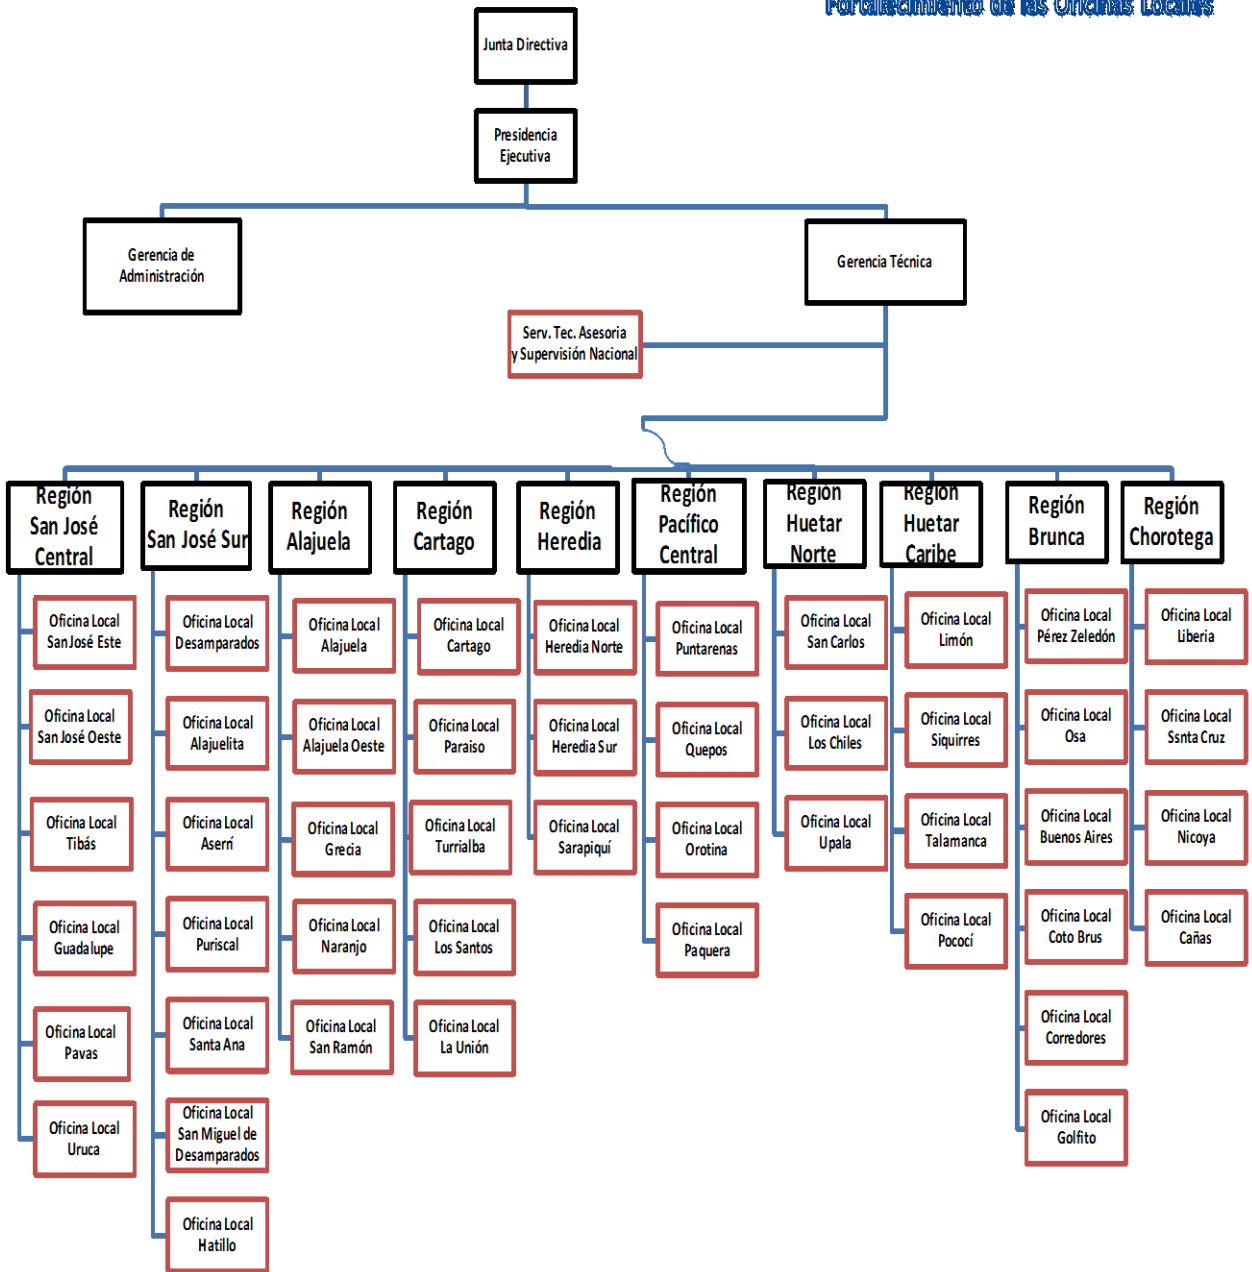 Fortalecimiento de las Oficinas Locales
Junta Directiva
Presidencia
Ejecutiva
Gerencia de
Administración
Gerencia Técnica
Serv. Tec. Asesoria
y Supervisión Nacional
Región
San José
Central
Región
San José Sur
Región
Alajuela
Región
Cartago
Región
Heredia
Región
Pacífico
Central
Región
Huetar
Norte
Región
Huetar
Caribe
Región
Brunca
Región
Chorotega
Oficina Local
San José Este
Oficina Local
San José Oeste
Oficina Local
Tibás
Oficina Local
Guadalupe
Oficina Local
Pavas
Oficina Local
Uruca
Oficina Local
Desamparados
Oficina Local
Alajuelita
Oficina Local
Aserrí
Oficina Local
Puriscal
Oficina Local
Santa Ana
Oficina Local
San Miguel de
Desamparados
Oficina Local
Hatillo
Oficina Local
Alajuela
Oficina Local
Alajuela Oeste
Oficina Local
Grecia
Oficina Local
Naranjo
Oficina Local
San Ramón
Oficina Local
Cartago
Oficina Local
Paraiso
Oficina Local
Turrialba
Oficina Local
Los Santos
Oficina Local
La Unión
Oficina Local
Heredia Norte
Oficina Local
Heredia Sur
Oficina Local
Sarapiquí
Oficina Local
Puntarenas
Oficina Local
Quepos
Oficina Local
Orotina
Oficina Local
Paquera
Oficina Local
San Carlos
Oficina Local
Los Chiles
Oficina Local
Upala
Oficina Local
Limón
Oficina Local
Siquirres
Oficina Local
Talamanca
Oficina Local
Pococí
Oficina Local
Pérez Zeledón
Oficina Local
Osa
Oficina Local
Buenos Aires
Oficina Local
Coto Brus
Oficina Local
Corredores
Oficina Local
Golfito
Oficina Local
Liberia
Oficina Local
Ssnta Cruz
Oficina Local
Nicoya
Oficina Local
Cañas